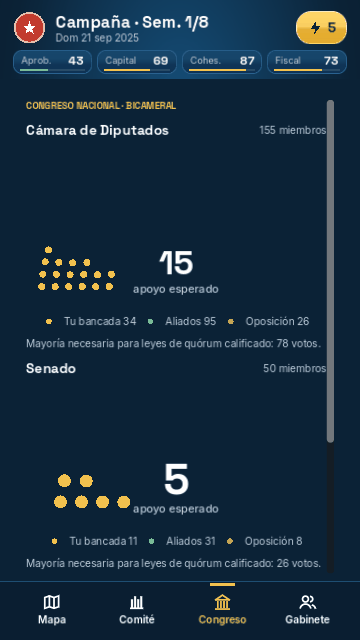 Campaña · Sem. 1/8
Dom 21 sep 2025
5
Aprob. 43
Capital 69
Cohes. 87
Fiscal 73
CONGRESO NACIONAL · BICAMERAL
Cámara de Diputados 155 miembros
15
apoyo esperado
Tu bancada 34 Aliados 95 Oposición 26
Mayoría necesaria para leyes de quórum calificado: 78 votos.
Senado 50 miembros
5
apoyo esperado
Tu bancada 11 Aliados 31 Oposición 8
Mayoría necesaria para leyes de quórum calificado: 26 votos.
Mapa Comité Congreso Gabinete